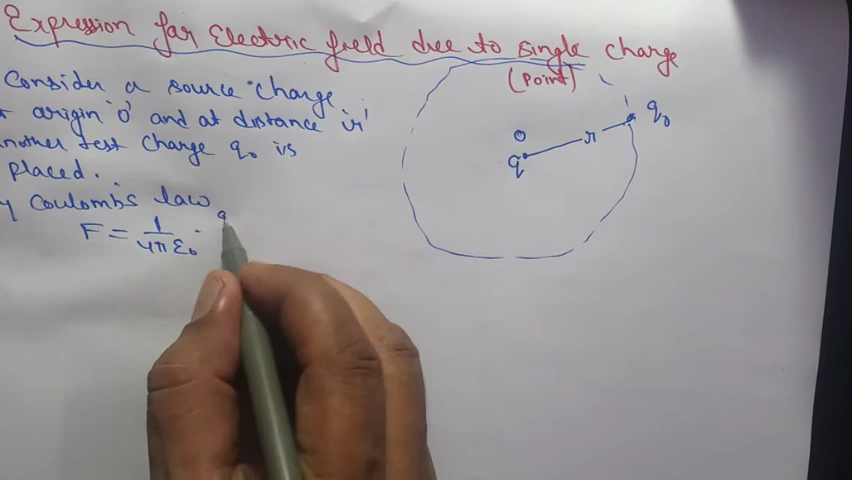 Expression for Electric field due to single charge
(Point)
Consider a source charge
origin 'O' and at distance 'r'
another test charge q₀ is
placed.
Coulombs law
F = 1/4πε₀ · q
O
q
r
q₀